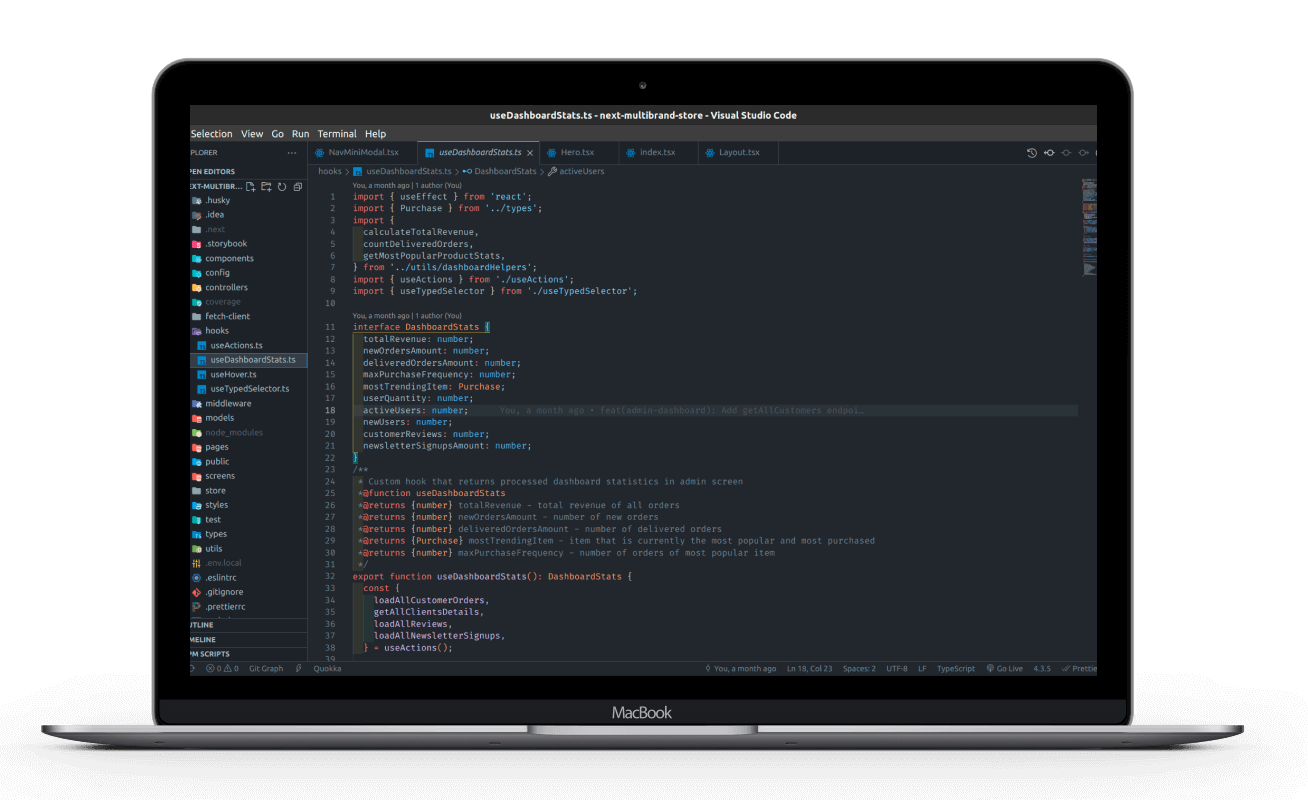 useDashboardStats.ts - next-multibrand-store - Visual Studio Code
Selection View Go Run Terminal Help
PLORER ···
NavMiniModal.tsx useDashboardStats.ts × Hero.tsx index.tsx Layout.tsx
PEN EDITORS
EXT-MULTIBR...
.husky
.idea
.next
.storybook
components
config
controllers
coverage
fetch-client
hooks
useActions.ts
useDashboardStats.ts
useHover.ts
useTypedSelector.ts
middleware
models
node_modules
pages
public
screens
store
styles
test
types
utils
.env.local
.eslintrc
.gitignore
.prettierrc
UTLINE
MELINE
PM SCRIPTS
hooks > useDashboardStats.ts > DashboardStats > activeUsers
You, a month ago | 1 author (You)
1 import { useEffect } from 'react';
2 import { Purchase } from '../types';
3 import {
4 calculateTotalRevenue,
5 countDeliveredOrders,
6 getMostPopularProductStats,
7 } from '../utils/dashboardHelpers';
8 import { useActions } from './useActions';
9 import { useTypedSelector } from './useTypedSelector';
10
You, a month ago | 1 author (You)
11 interface DashboardStats {
12 totalRevenue: number;
13 newOrdersAmount: number;
14 deliveredOrdersAmount: number;
15 maxPurchaseFrequency: number;
16 mostTrendingItem: Purchase;
17 userQuantity: number;
18 activeUsers: number; You, a month ago • feat(admin-dashboard): Add getAllCustomers endpoi…
19 newUsers: number;
20 customerReviews: number;
21 newsletterSignupsAmount: number;
22 }
23 /**
24 * Custom hook that returns processed dashboard statistics in admin screen
25 *@function useDashboardStats
26 *@returns {number} totalRevenue - total revenue of all orders
27 *@returns {number} newOrdersAmount - number of new orders
28 *@returns {number} deliveredOrdersAmount - number of delivered orders
29 *@returns {Purchase} mostTrendingItem - item that is currently the most popular and most purchased
30 *@returns {number} maxPurchaseFrequency - number of orders of most popular item
31 */
32 export function useDashboardStats(): DashboardStats {
33 const {
34 loadAllCustomerOrders,
35 getAllClientsDetails,
36 loadAllReviews,
37 loadAllNewsletterSignups,
38 } = useActions();
39
0 0 Git Graph Quokka You, a month ago Ln 18, Col 23 Spaces: 2 UTF-8 LF TypeScript Go Live 4.3.5 Prettie
MacBook